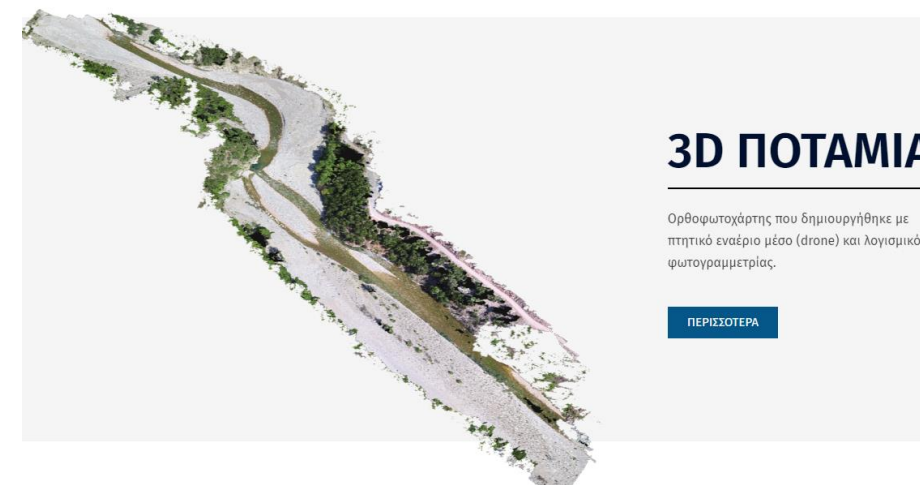 3D ΠΟΤΑΜΙΑ
Ορθοφωτοχάρτης που δημιουργήθηκε με
πτητικό εναέριο μέσο (drone) και λογισμικό
φωτογραμμετρίας.
ΠΕΡΙΣΣΟΤΕΡΑ